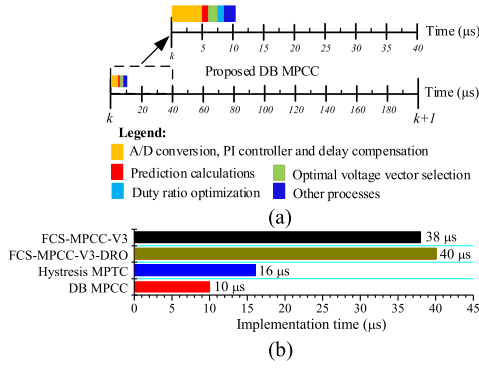 Time (μs)
k 5 10 15 20 25 30 35 40
Proposed DB MPCC
Time (μs)
k 20 40 60 80 100 120 140 160 180 k+1
Legend:
A/D conversion, PI controller and delay compensation
Prediction calculations
Optimal voltage vector selection
Duty ratio optimization
Other processes
(a)
FCS-MPCC-V3 38 μs
FCS-MPCC-V3-DRO 40 μs
Hystresis MPTC 16 μs
DB MPCC 10 μs
0 5 10 15 20 25 30 35 40 45
Implementation time (μs)
(b)